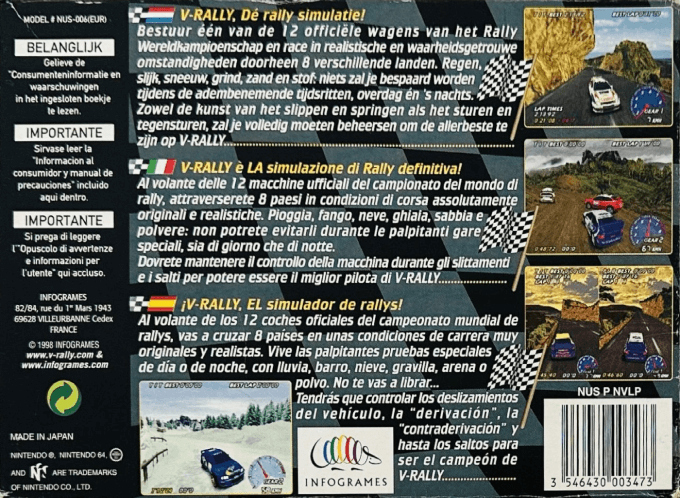 MODEL # NUS-006(EUR)
BELANGLIJK
Gelieve de
"Consumenteninformatie en
waarschuwingen
in het ingesloten boekje
te lezen.
IMPORTANTE
Sirvase leer la
"Informacion al
consumidor y manual de
precauciones" incluido
aqui dentro.
IMPORTANTE
Si prega di leggere
l'"Opuscolo di avvertenze
e informazioni per
l'utente" qui accluso.
INFOGRAMES
82/84, rue du 1er Mars 1943
69628 VILLEURBANNE Cedex
FRANCE
© 1998 INFOGRAMES
www.v-rally.com &
www.infogrames.com
MADE IN JAPAN
NINTENDO ®, NINTENDO 64,
AND ARE TRADEMARKS
OF NINTENDO CO., LTD.
V-RALLY, Dé rally simulatie!
Bestuur één van de 12 officiële wagens van het Rally
Wereldkampioenschap en race in realistische en waarheidsgetrouwe
omstandigheden doorheen 8 verschillende landen. Regen,
slijk, sneeuw, grind, zand en stof: niets zal je bespaard worden
tijdens de adembenemende tijdsritten, overdag én 's nachts.
Zowel de kunst van het slippen en springen als het sturen en
tegensturen, zal je volledig moeten beheersen om de allerbeste te
zijn op V-RALLY
V-RALLY è LA simulazione di Rally definitiva!
Al volante delle 12 macchine ufficiali del campionato del mondo di
rally, attraverserete 8 paesi in condizioni di corsa assolutamente
originali e realistiche. Pioggia, fango, neve, ghiaia, sabbia e
polvere: non potrete evitarli durante le palpitanti gare
speciali, sia di giorno che di notte.
Dovrete mantenere il controllo della macchina durante gli slittamenti
e i salti per potere essere il miglior pilota di V-RALLY
¡V-RALLY, EL simulador de rallys!
Al volante de los 12 coches oficiales del campeonato mundial de
rallys, vas a cruzar 8 países en unas condiciones de carrera muy
originales y realistas. Vive las palpitantes pruebas especiales
de día o de noche, con lluvia, barro, nieve, gravilla, arena o
polvo. No te vas a librar...
Tendrás que controlar los deslizamientos
del vehículo, la "derivación", la
"contraderivación" y
hasta los saltos para
ser el campeón de
V-RALLY
INFOGRAMES
LAP TIMES
GEAR 1
GEAR 2
GEAR 2
NUS P NVLP
3 546430 003473